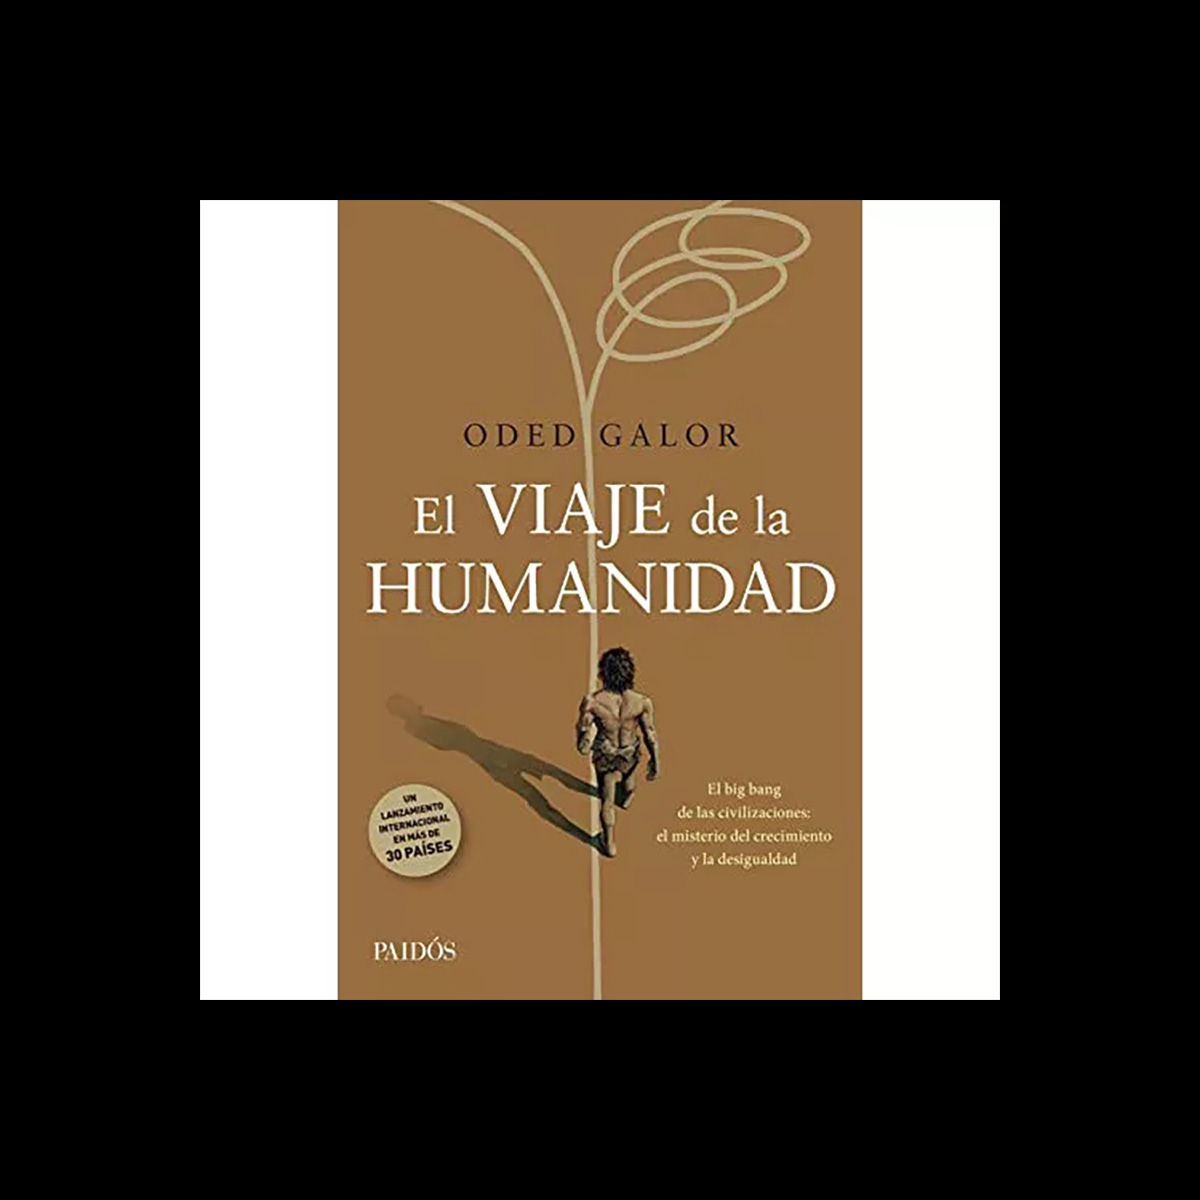 ODED GALOR
El VIAJE de la
HUMANIDAD
El big bang
de las civilizaciones:
el misterio del crecimiento
y la desigualdad
UN
LANZAMIENTO
INTERNACIONAL
EN MÁS DE
30 PAÍSES
PAIDÓS